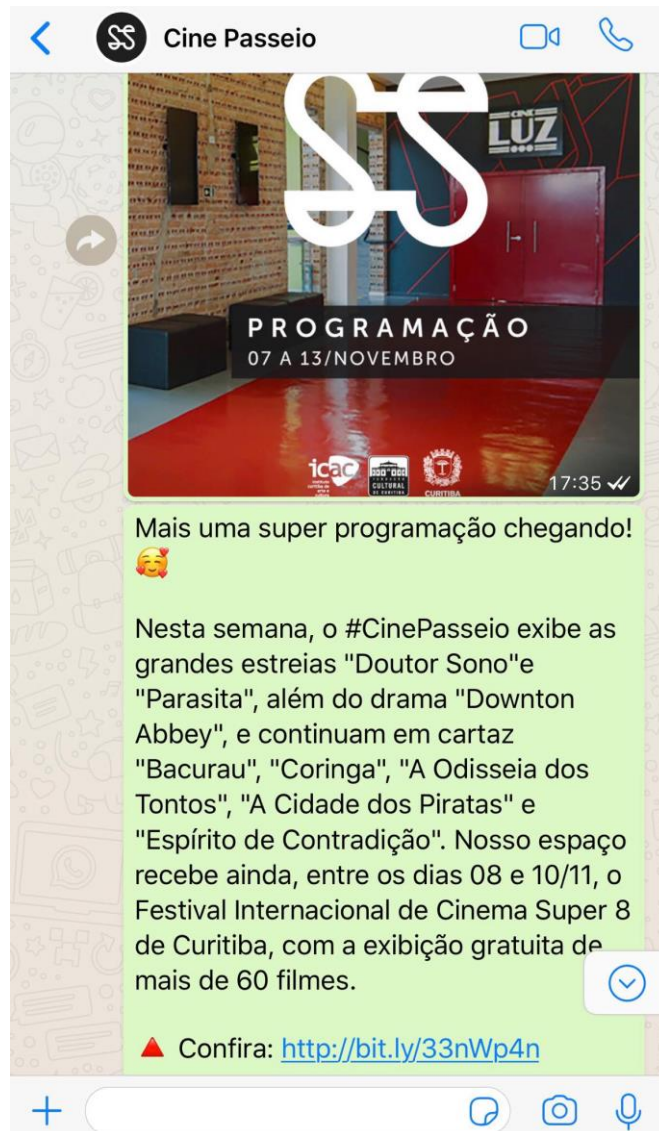 Cine Passeio
CINE
LUZ
PROGRAMAÇÃO
07 A 13/NOVEMBRO
icac
CULTURAL
DE CURITIBA
CURITIBA
17:35
Mais uma super programação chegando!
🥰
Nesta semana, o #CinePasseio exibe as
grandes estreias "Doutor Sono"e
"Parasita", além do drama "Downton
Abbey", e continuam em cartaz
"Bacurau", "Coringa", "A Odisseia dos
Tontos", "A Cidade dos Piratas" e
"Espírito de Contradição". Nosso espaço
recebe ainda, entre os dias 08 e 10/11, o
Festival Internacional de Cinema Super 8
de Curitiba, com a exibição gratuita de
mais de 60 filmes.
🔺 Confira: http://bit.ly/33nWp4n